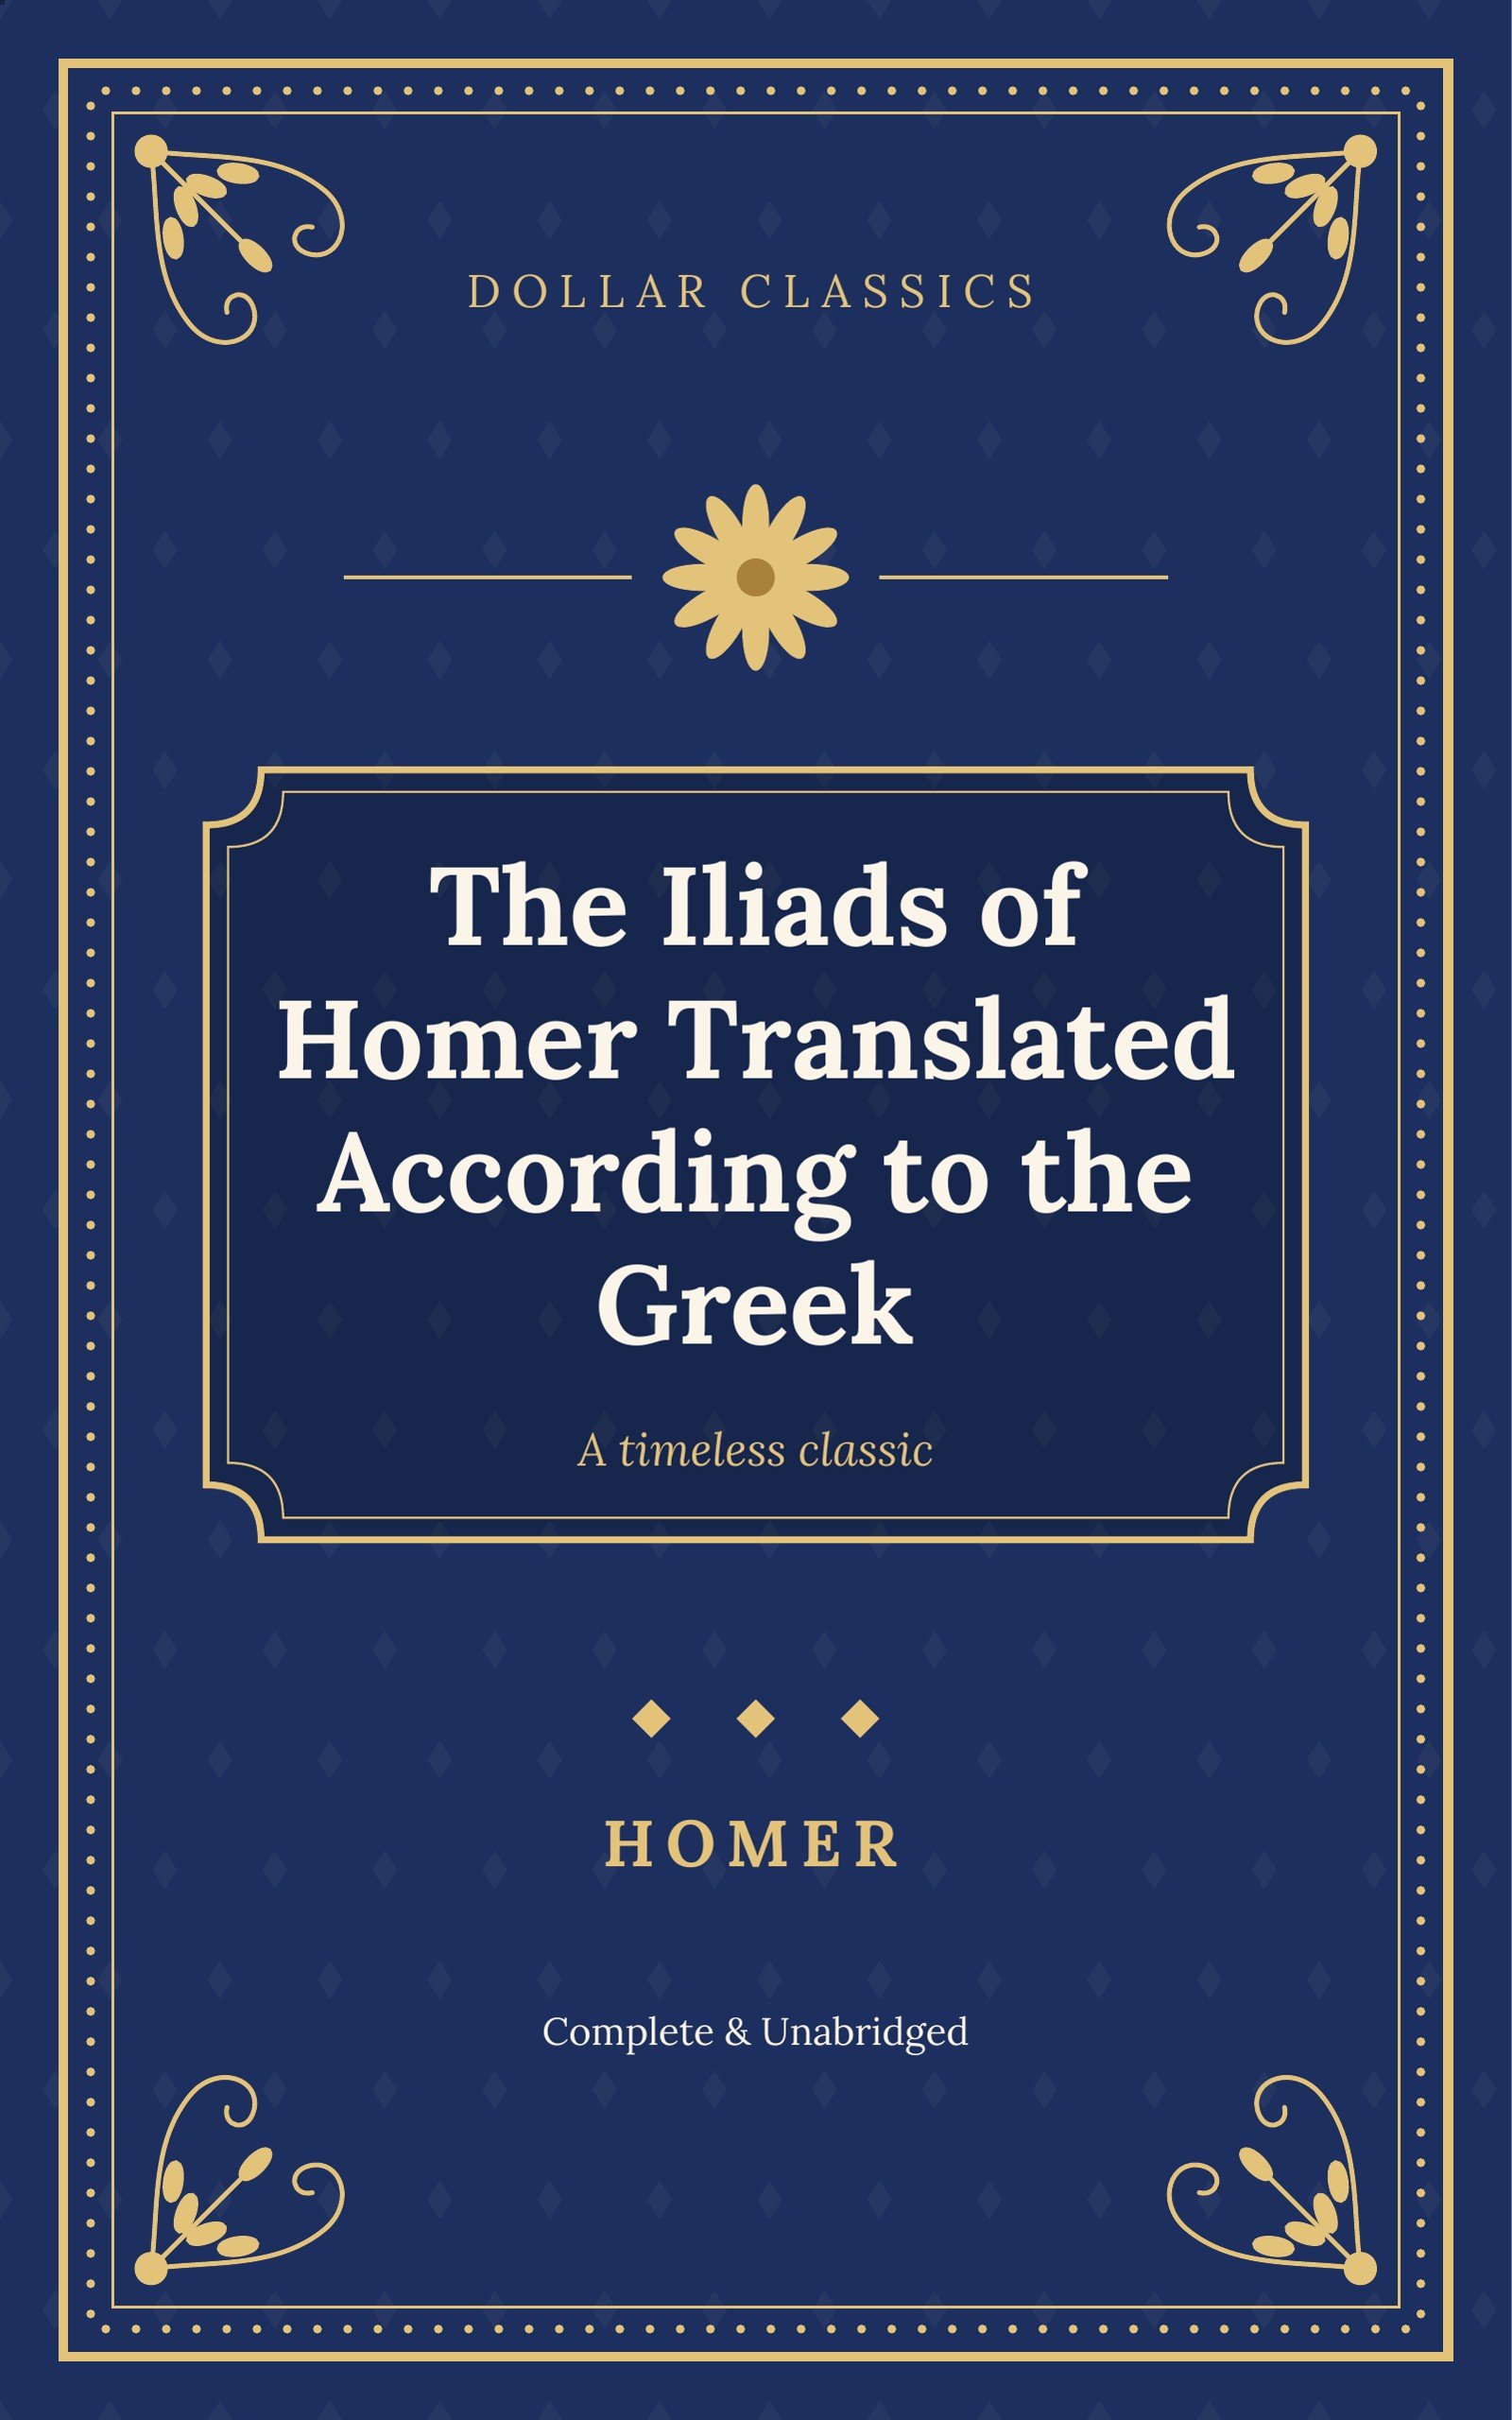 DOLLAR CLASSICS
The Iliads of
Homer Translated
According to the
Greek
A timeless classic
HOMER
Complete & Unabridged